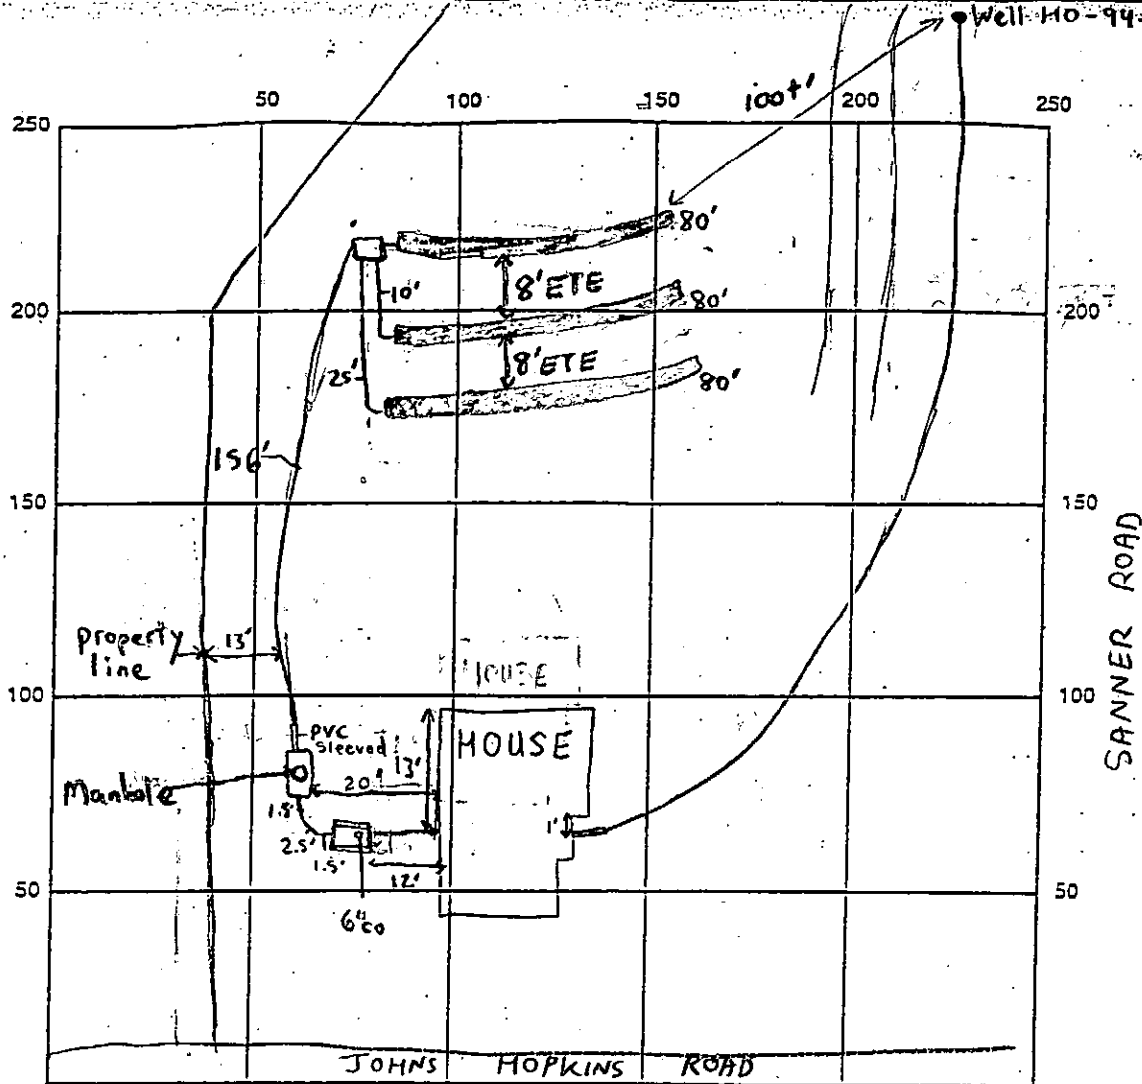 Well HO-94-
100+'
50 100 150 200 250
250
80'
10'
8' ETE
80'
200 200
8' ETE
25'
80'
156'
150 150
SANNER ROAD
property line
13'
HOUSE
100 100
PVC
Sleeved
HOUSE
13'
20'
Manhole
1.5'
2.5'
1.5'
1'
12'
50 50
6" co
JOHNS HOPKINS ROAD